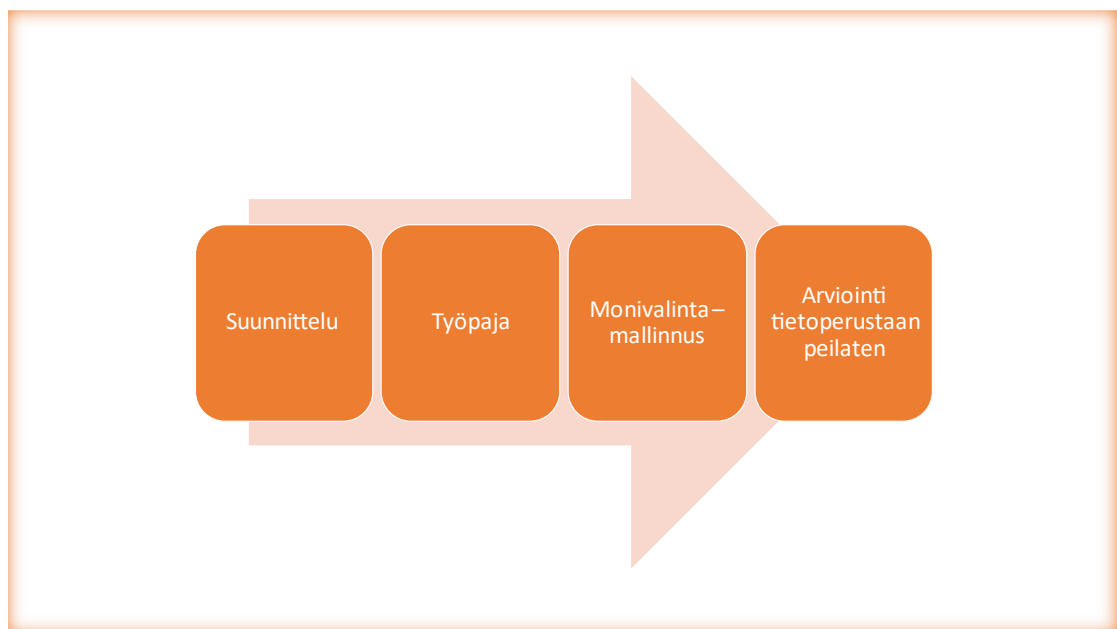 Suunnittelu
Työpaja
Monivalinta–
mallinnus
Arviointi
tietoperustaan
peilaten